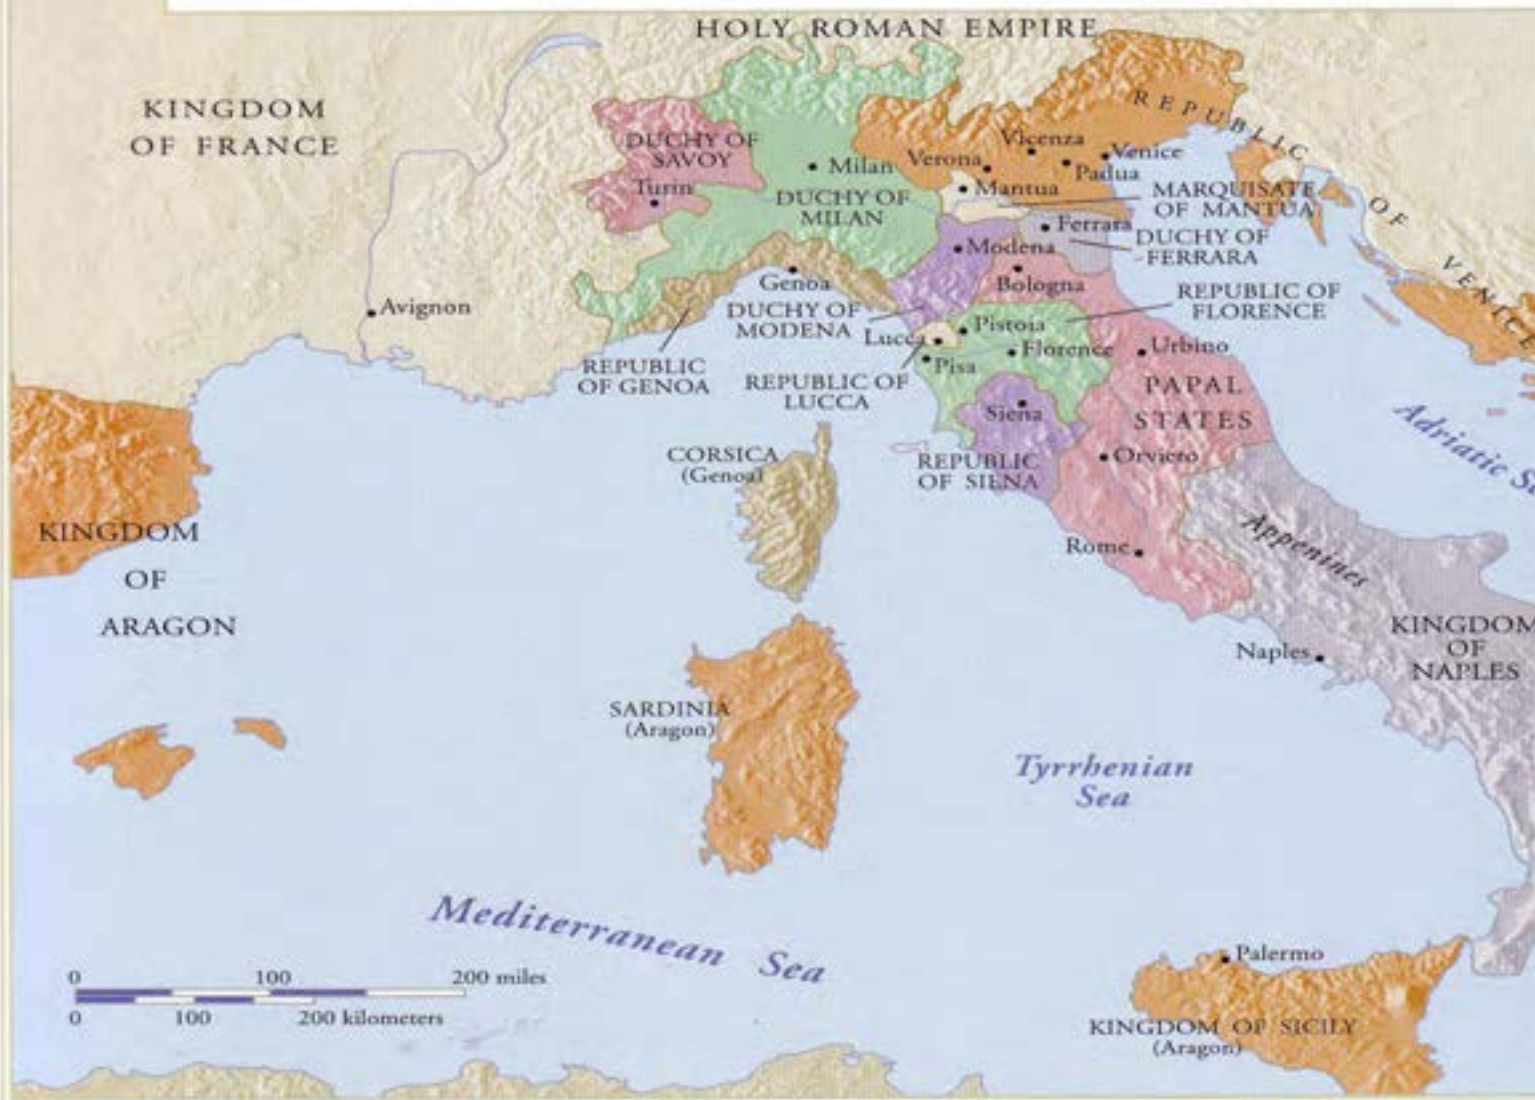 HOLY ROMAN EMPIRE
KINGDOM
OF FRANCE
REPUBLIC
OF
VENICE
DUCHY OF
SAVOY
Turin
Milan
DUCHY OF
MILAN
Verona
Vicenza
Venice
Padua
Mantua
MARQUISATE
OF MANTUA
Ferrara
DUCHY OF
FERRARA
Modena
Bologna
Genoa
DUCHY OF
MODENA
REPUBLIC OF
FLORENCE
Avignon
Pistoia
Lucca
Florence
Urbino
Pisa
REPUBLIC
OF GENOA
REPUBLIC OF
LUCCA
PAPAL
STATES
Siena
Adriatic
CORSICA
(Genoa)
REPUBLIC
OF SIENA
Orvieto
KINGDOM
OF
ARAGON
Appenines
Rome
KINGDOM
OF
NAPLES
Naples
SARDINIA
(Aragon)
Tyrrhenian
Sea
Mediterranean Sea
Palermo
0 100 200 miles
0 100 200 kilometers
KINGDOM OF SICILY
(Aragon)